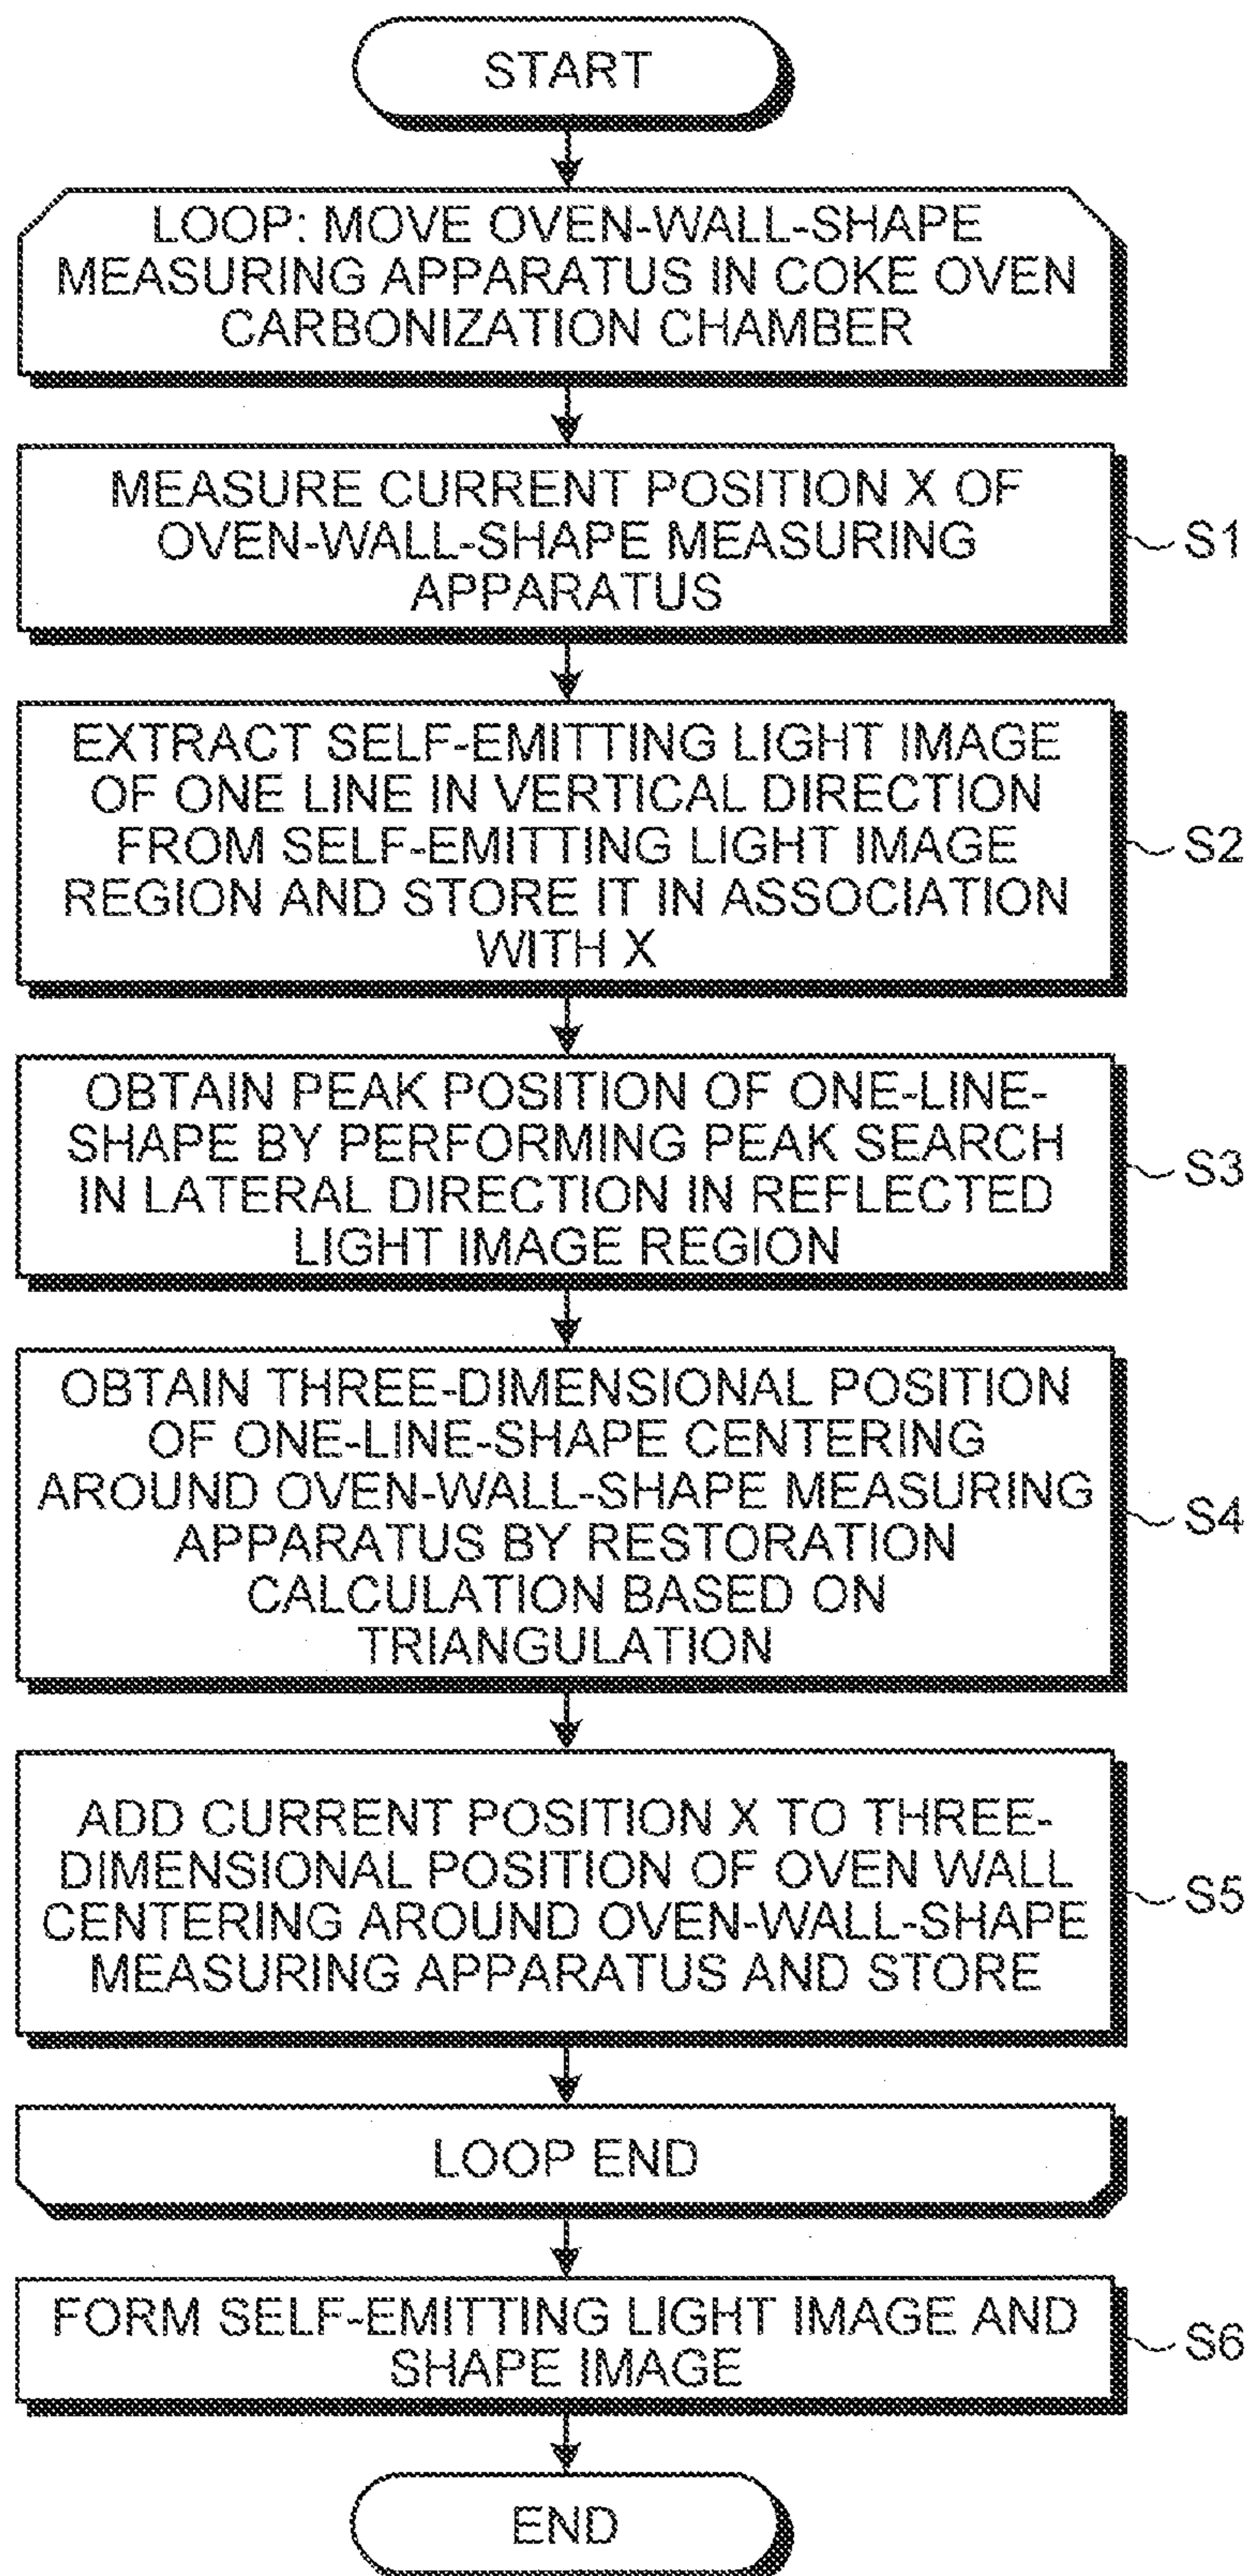 START
LOOP: MOVE OVEN-WALL-SHAPE
MEASURING APPARATUS IN COKE OVEN
CARBONIZATION CHAMBER
MEASURE CURRENT POSITION X OF
OVEN-WALL-SHAPE MEASURING
APPARATUS
S1
EXTRACT SELF-EMITTING LIGHT IMAGE
OF ONE LINE IN VERTICAL DIRECTION
FROM SELF-EMITTING LIGHT IMAGE
REGION AND STORE IT IN ASSOCIATION
WITH X
S2
OBTAIN PEAK POSITION OF ONE-LINE-
SHAPE BY PERFORMING PEAK SEARCH
IN LATERAL DIRECTION IN REFLECTED
LIGHT IMAGE REGION
S3
OBTAIN THREE-DIMENSIONAL POSITION
OF ONE-LINE-SHAPE CENTERING
AROUND OVEN-WALL-SHAPE MEASURING
APPARATUS BY RESTORATION
CALCULATION BASED ON
TRIANGULATION
S4
ADD CURRENT POSITION X TO THREE-
DIMENSIONAL POSITION OF OVEN WALL
CENTERING AROUND OVEN-WALL-SHAPE
MEASURING APPARATUS AND STORE
S5
LOOP END
FORM SELF-EMITTING LIGHT IMAGE AND
SHAPE IMAGE
S6
END